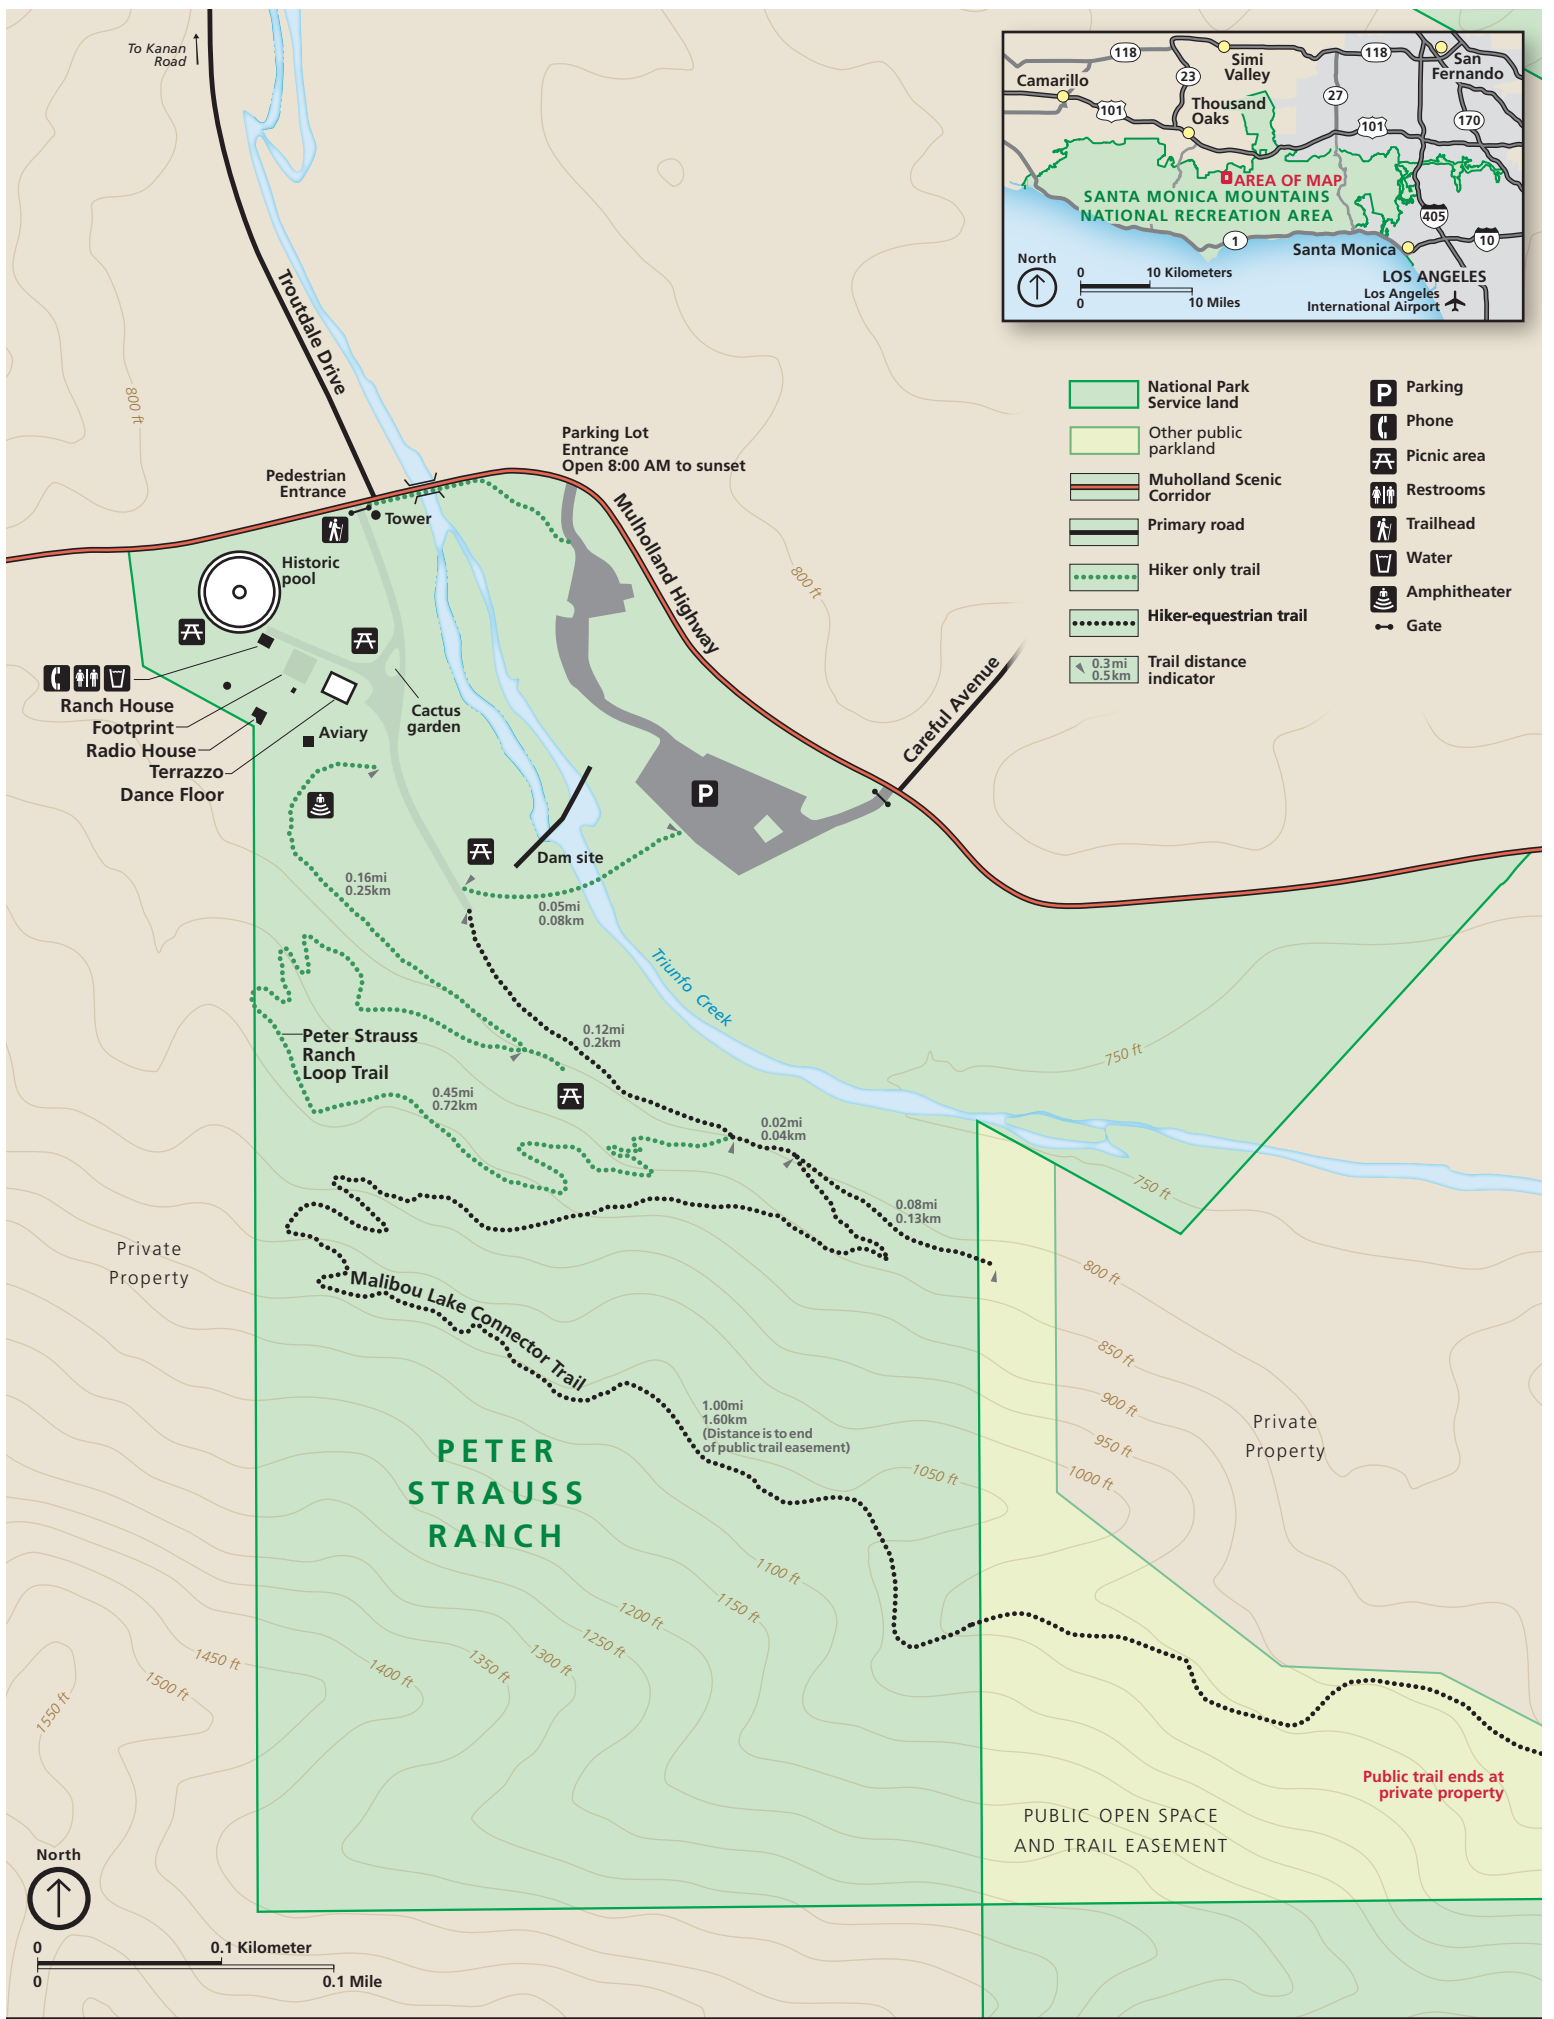 To Kanan
Road
Troutdale Drive
800 ft
118
Simi
Valley
118
San
Fernando
Camarillo
23
Thousand
Oaks
27
101
101
170
AREA OF MAP
SANTA MONICA MOUNTAINS
NATIONAL RECREATION AREA
405
1
10
Santa Monica
North
0
10 Kilometers
0
10 Miles
LOS ANGELES
Los Angeles
International Airport
National Park
Service land
Other public
parkland
Muholland Scenic
Corridor
Primary road
Hiker only trail
Hiker-equestrian trail
0.3mi
0.5km
Trail distance
indicator
P
Parking
Phone
Picnic area
Restrooms
Trailhead
Water
Amphitheater
Gate
Parking Lot
Entrance
Open 8:00 AM to sunset
Pedestrian
Entrance
Tower
Mulholland Highway
800 ft
Historic
pool
Careful Avenue
Ranch House
Footprint
Radio House
Terrazzo
Dance Floor
Aviary
Cactus
garden
P
Dam site
0.16mi
0.25km
0.05mi
0.08km
Triunfo Creek
0.12mi
0.2km
Peter Strauss
Ranch
Loop Trail
750 ft
0.45mi
0.72km
0.02mi
0.04km
750 ft
0.08mi
0.13km
Private
Property
800 ft
Malibou Lake Connector Trail
850 ft
900 ft
950 ft
1000 ft
Private
Property
1.00mi
1.60km
(Distance is to end
of public trail easement)
PETER
STRAUSS
RANCH
1050 ft
1100 ft
1150 ft
1200 ft
1250 ft
1300 ft
1350 ft
1400 ft
1450 ft
1500 ft
1550 ft
Public trail ends at
private property
PUBLIC OPEN SPACE
AND TRAIL EASEMENT
North
0
0.1 Kilometer
0
0.1 Mile